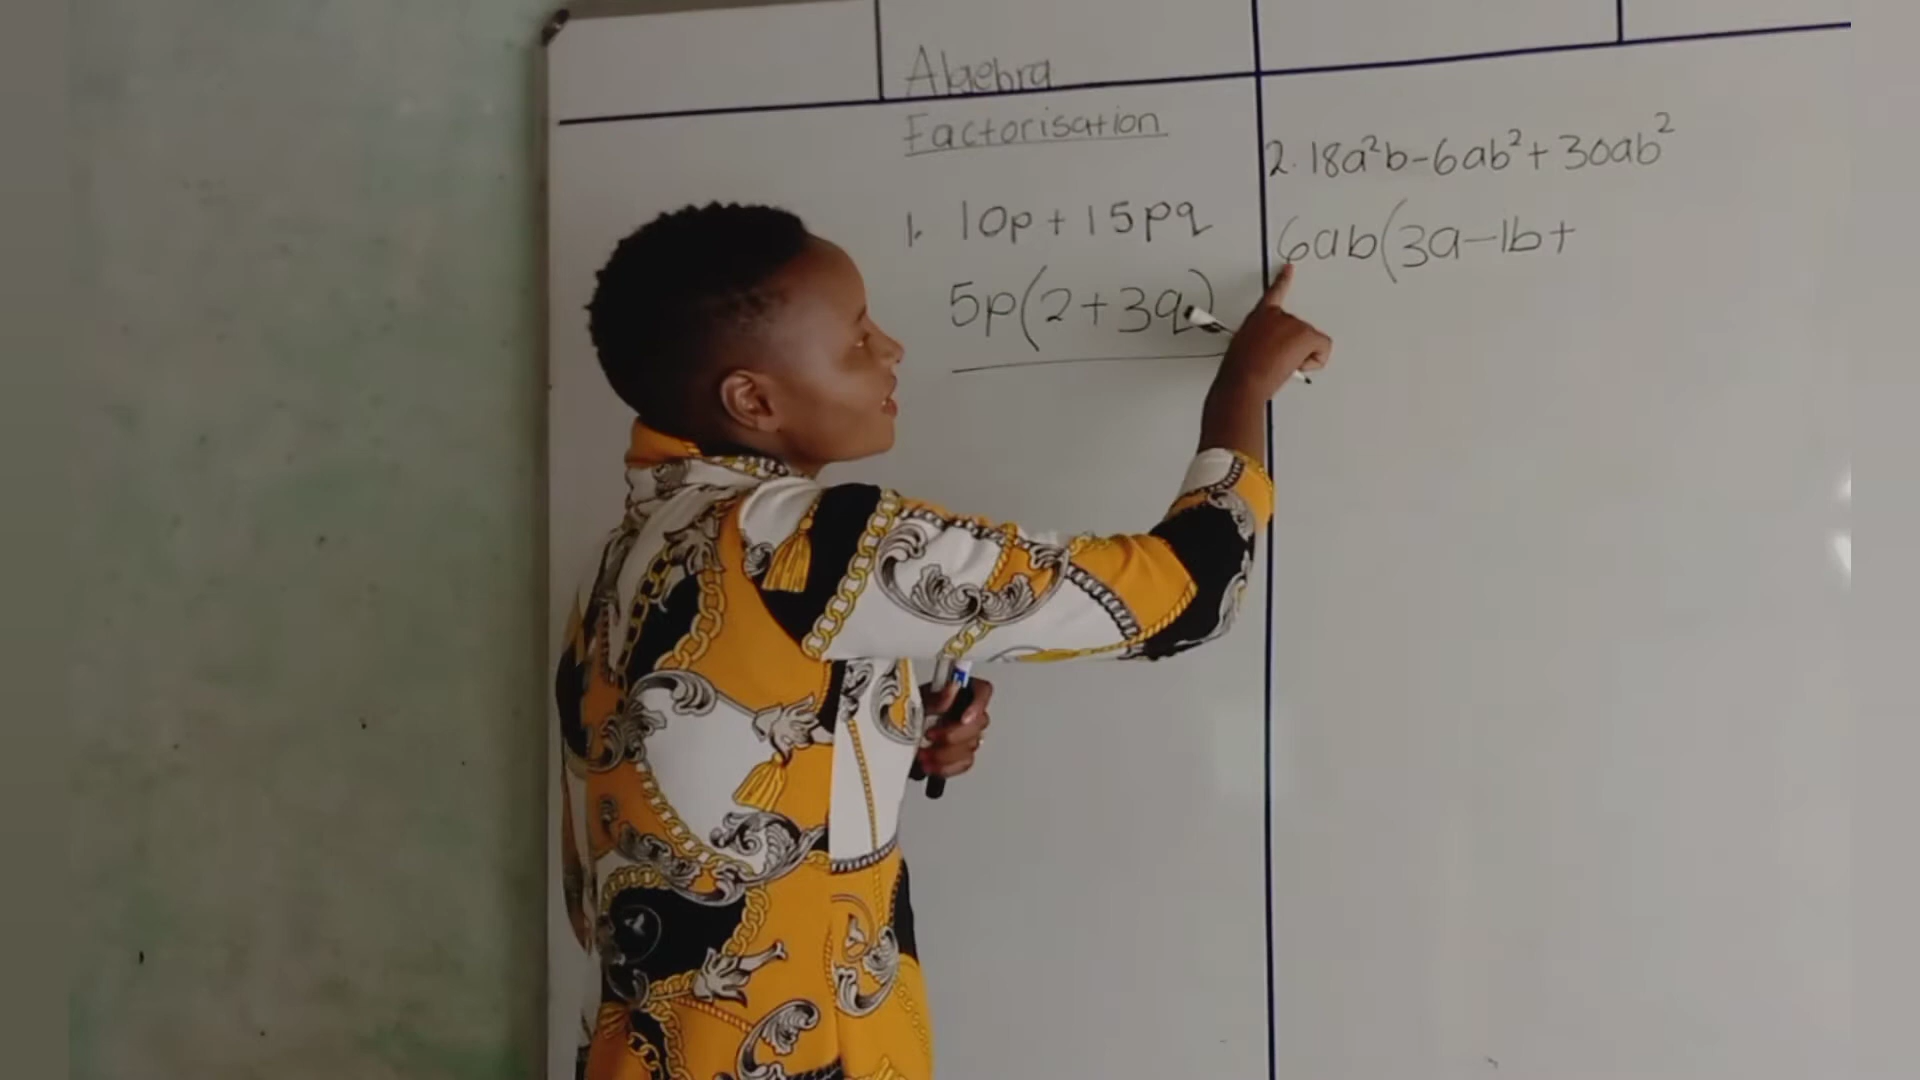 Algebra
Factorisation
1. 10p + 15pq
5p(2 + 3q)
2. 18a²b - 6ab² + 30ab²
6ab(3a - 1b +